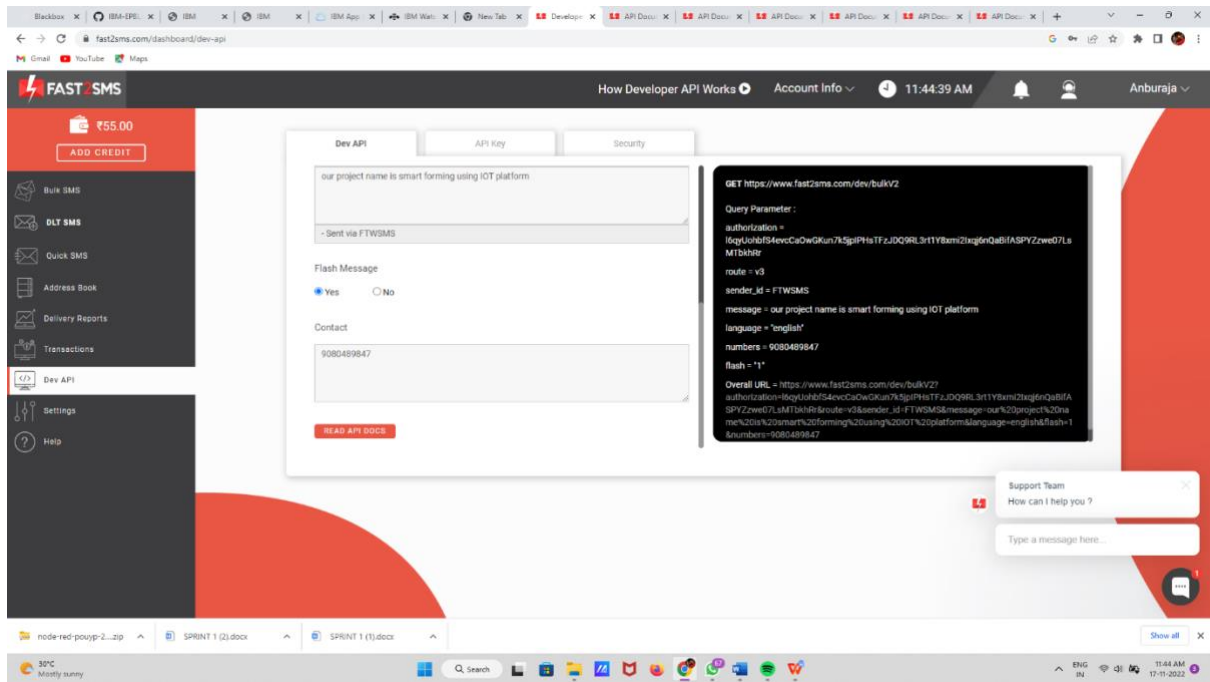 Blackbox
IBM-EPBL
IBM
IBM
IBM App
IBM Wats
New Tab
Develope
API Docu
API Docu
API Docu
API Docu
API Docu
API Docu
fast2sms.com/dashboard/dev-api
Gmail YouTube Maps
FAST2SMS
How Developer API Works Account Info 11:44:39 AM Anburaja
₹55.00
ADD CREDIT
Bulk SMS
DLT SMS
Quick SMS
Address Book
Delivery Reports
Transactions
Dev API
Settings
Help
Dev API API Key Security
our project name is smart forming using IOT platform
- Sent via FTWSMS
Flash Message
Yes No
Contact
9080489847
READ API DOCS
GET https://www.fast2sms.com/dev/bulkV2
Query Parameter :
authorization =
route = v3
sender_id = FTWSMS
message = our project name is smart forming using IOT platform
language = "english"
numbers = 9080489847
flash = "1"
Overall URL = https://www.fast2sms.com/dev/bulkV2?
&route=v3&sender_id=FTWSMS&message=our%20project%20na
me%20is%20smart%20forming%20using%20IOT%20platform&language=english&flash=1
&numbers=9080489847
Support Team
How can I help you ?
Type a message here...
1
node-red-pouyp-2....zip SPRINT 1 (2).docx SPRINT 1 (1).docx Show all
30°C
Mostly sunny
Search
ENG
IN
11:44 AM
17-11-2022